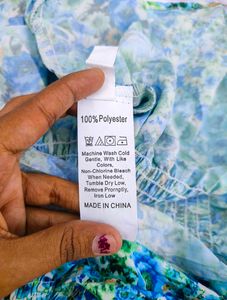 100%Polyester
Machine Wash Cold
Gentle, With Like
Colors,
Non-Chlorine Bleach
When Needed,
Tumble Dry Low,
Remove Promngtly,
Iron Low
MADE IN CHINA